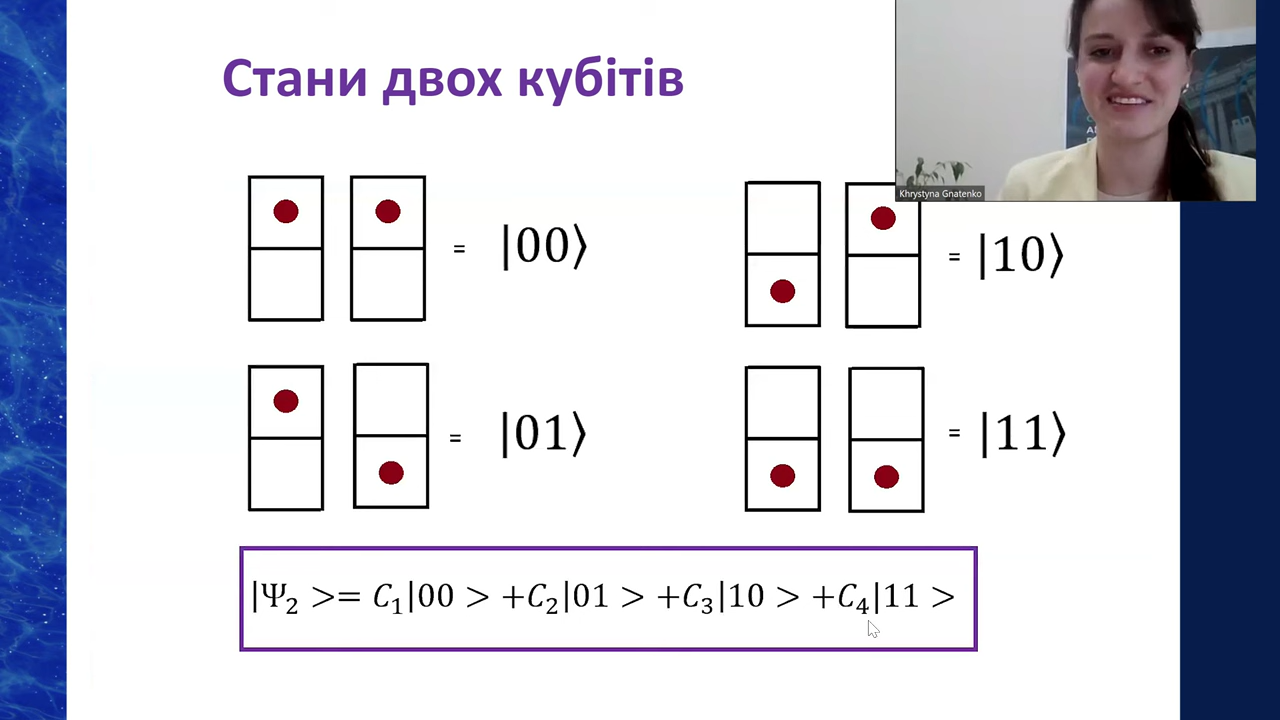 Стани двох кубітів
Khrystyna Gnatenko
= |00⟩
= |10⟩
= |01⟩
= |11⟩
|Ψ₂ >= C₁|00 > +C₂|01 > +C₃|10 > +C₄|11 >